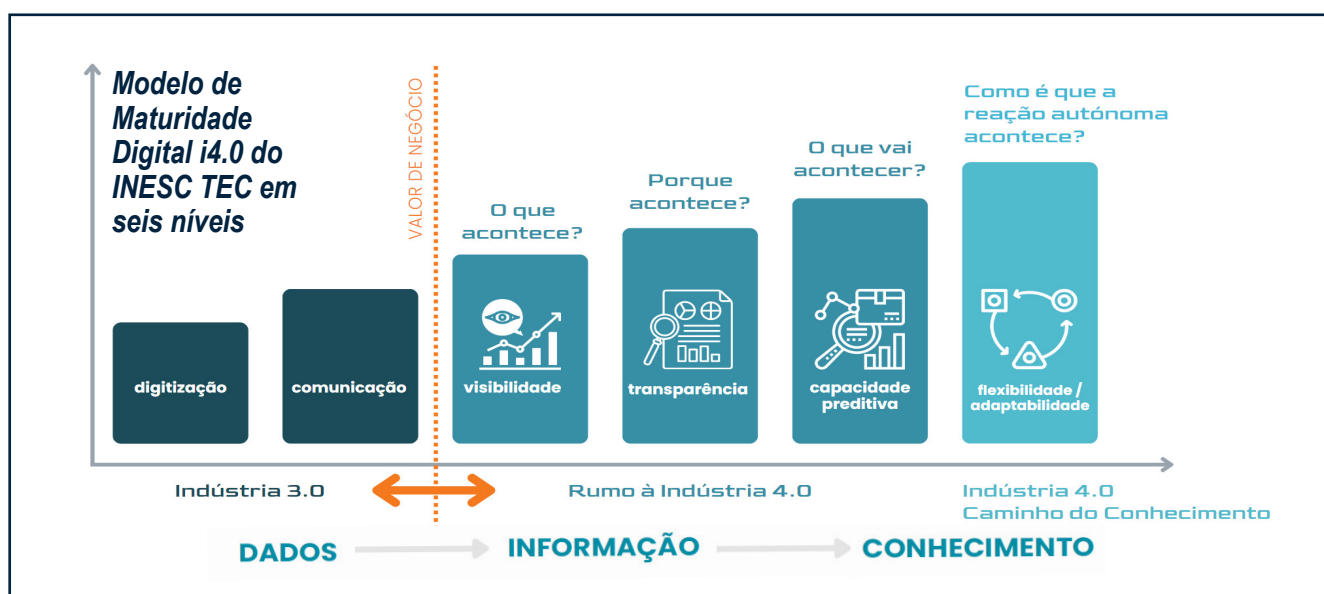 Modelo de
Maturidade
Digital i4.0 do
INESC TEC em
seis níveis
VALOR DE NEGÓCIO
O que
acontece?
Porque
acontece?
O que vai
acontecer?
Como é que a
reação autónoma
acontece?
digitização
comunicação
visibilidade
transparência
capacidade
preditiva
flexibilidade /
adaptabilidade
Indústria 3.0
Rumo à Indústria 4.0
Indústria 4.0
Caminho do Conhecimento
DADOS
INFORMAÇÃO
CONHECIMENTO